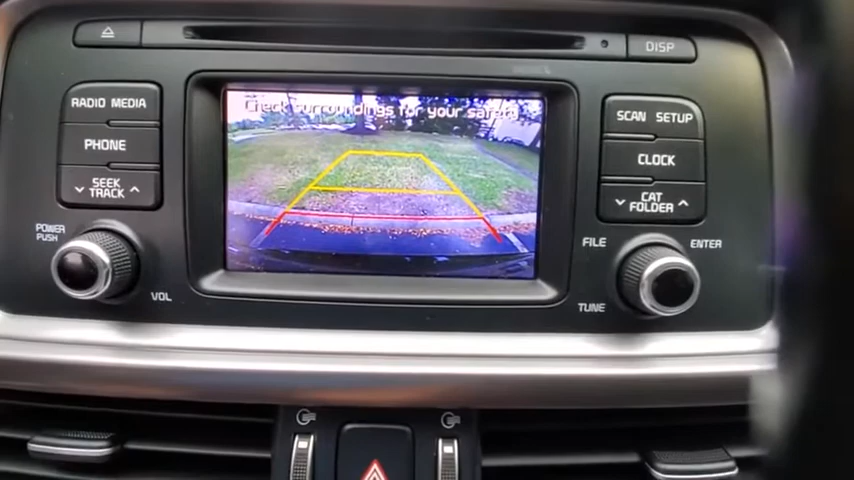 DISP
RADIO MEDIA
PHONE
SEEK
TRACK
POWER
PUSH
VOL
Check surroundings for your safety
SCAN SETUP
CLOCK
CAT
FOLDER
FILE
ENTER
TUNE